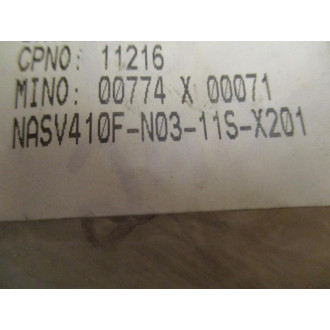 CPNO: 11216
MINO: 00774 X 00071
NASV410F-N03-11S-X201